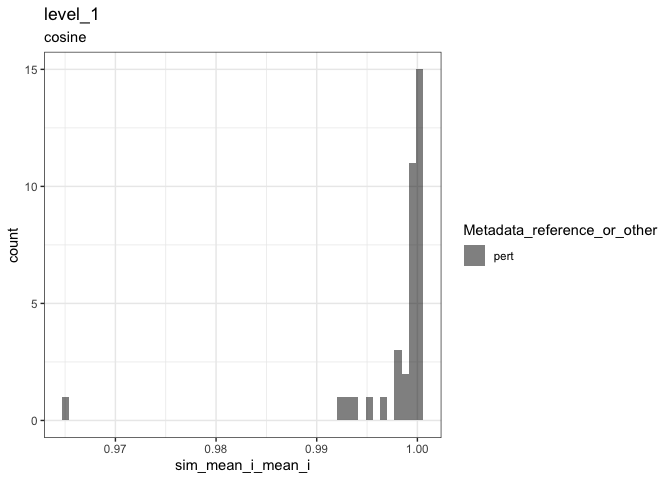 level_1
cosine
15
10
5
0
count
0.97 0.98 0.99 1.00
sim_mean_i_mean_i
Metadata_reference_or_other
pert